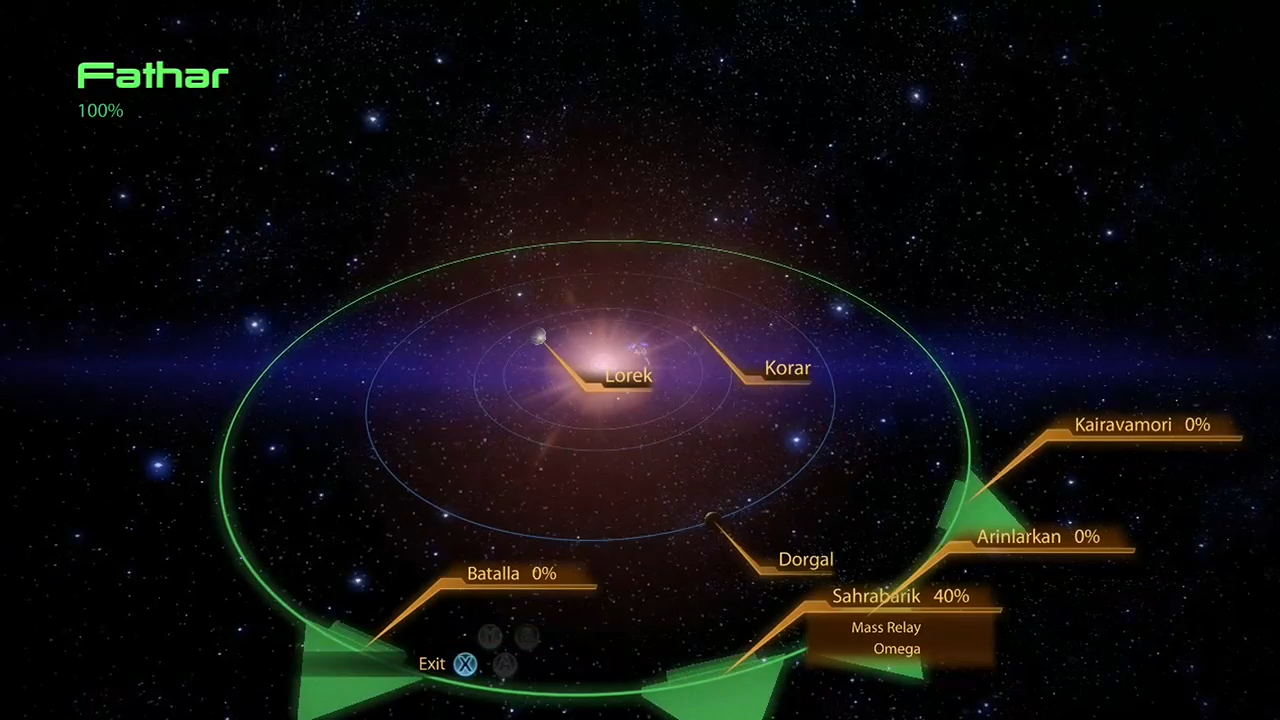 Fathar
100%
Lorek
Korar
Kairavamori 0%
Arinlarkan 0%
Dorgal
Batalla 0%
Sahrabarik 40%
Mass Relay
Omega
Exit X
Y B
A